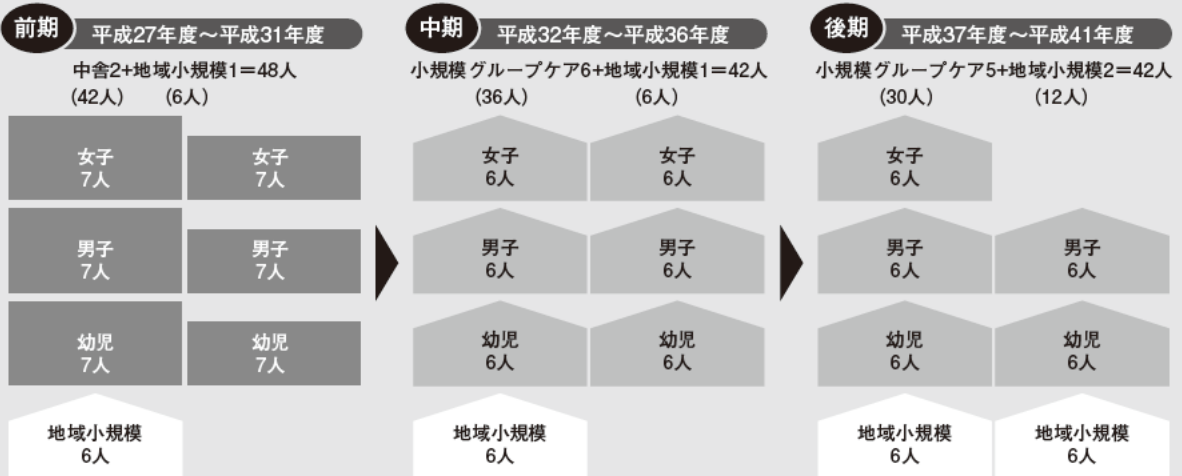 前期 平成27年度～平成31年度
中舎2+地域小規模1＝48人
(42人) (6人)
女子
7人
女子
7人
男子
7人
男子
7人
幼児
7人
幼児
7人
地域小規模
6人
中期 平成32年度～平成36年度
小規模グループケア6+地域小規模1＝42人
(36人) (6人)
女子
6人
女子
6人
男子
6人
男子
6人
幼児
6人
幼児
6人
地域小規模
6人
後期 平成37年度～平成41年度
小規模グループケア5+地域小規模2＝42人
(30人) (12人)
女子
6人
男子
6人
男子
6人
幼児
6人
幼児
6人
地域小規模
6人
地域小規模
6人